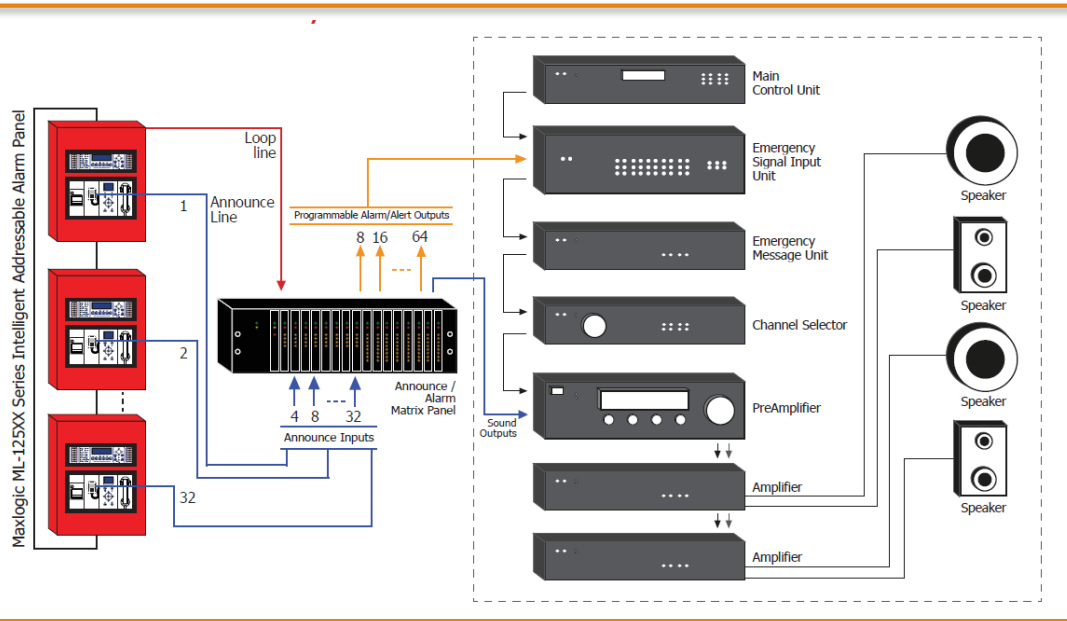 Maxlogic ML-125XX Series Intelligent Addressable Alarm Panel
Loop
line
1
Announce
Line
2
32
Programmable Alarm/Alert Outputs
8 16 ---- 64
Announce /
Alarm
Matrix Panel
4 8 ---- 32
Announce Inputs
Sound
Outputs
Main
Control Unit
Emergency
Signal Input
Unit
Emergency
Message Unit
Channel Selector
PreAmplifier
Amplifier
Amplifier
Speaker
Speaker
Speaker
Speaker